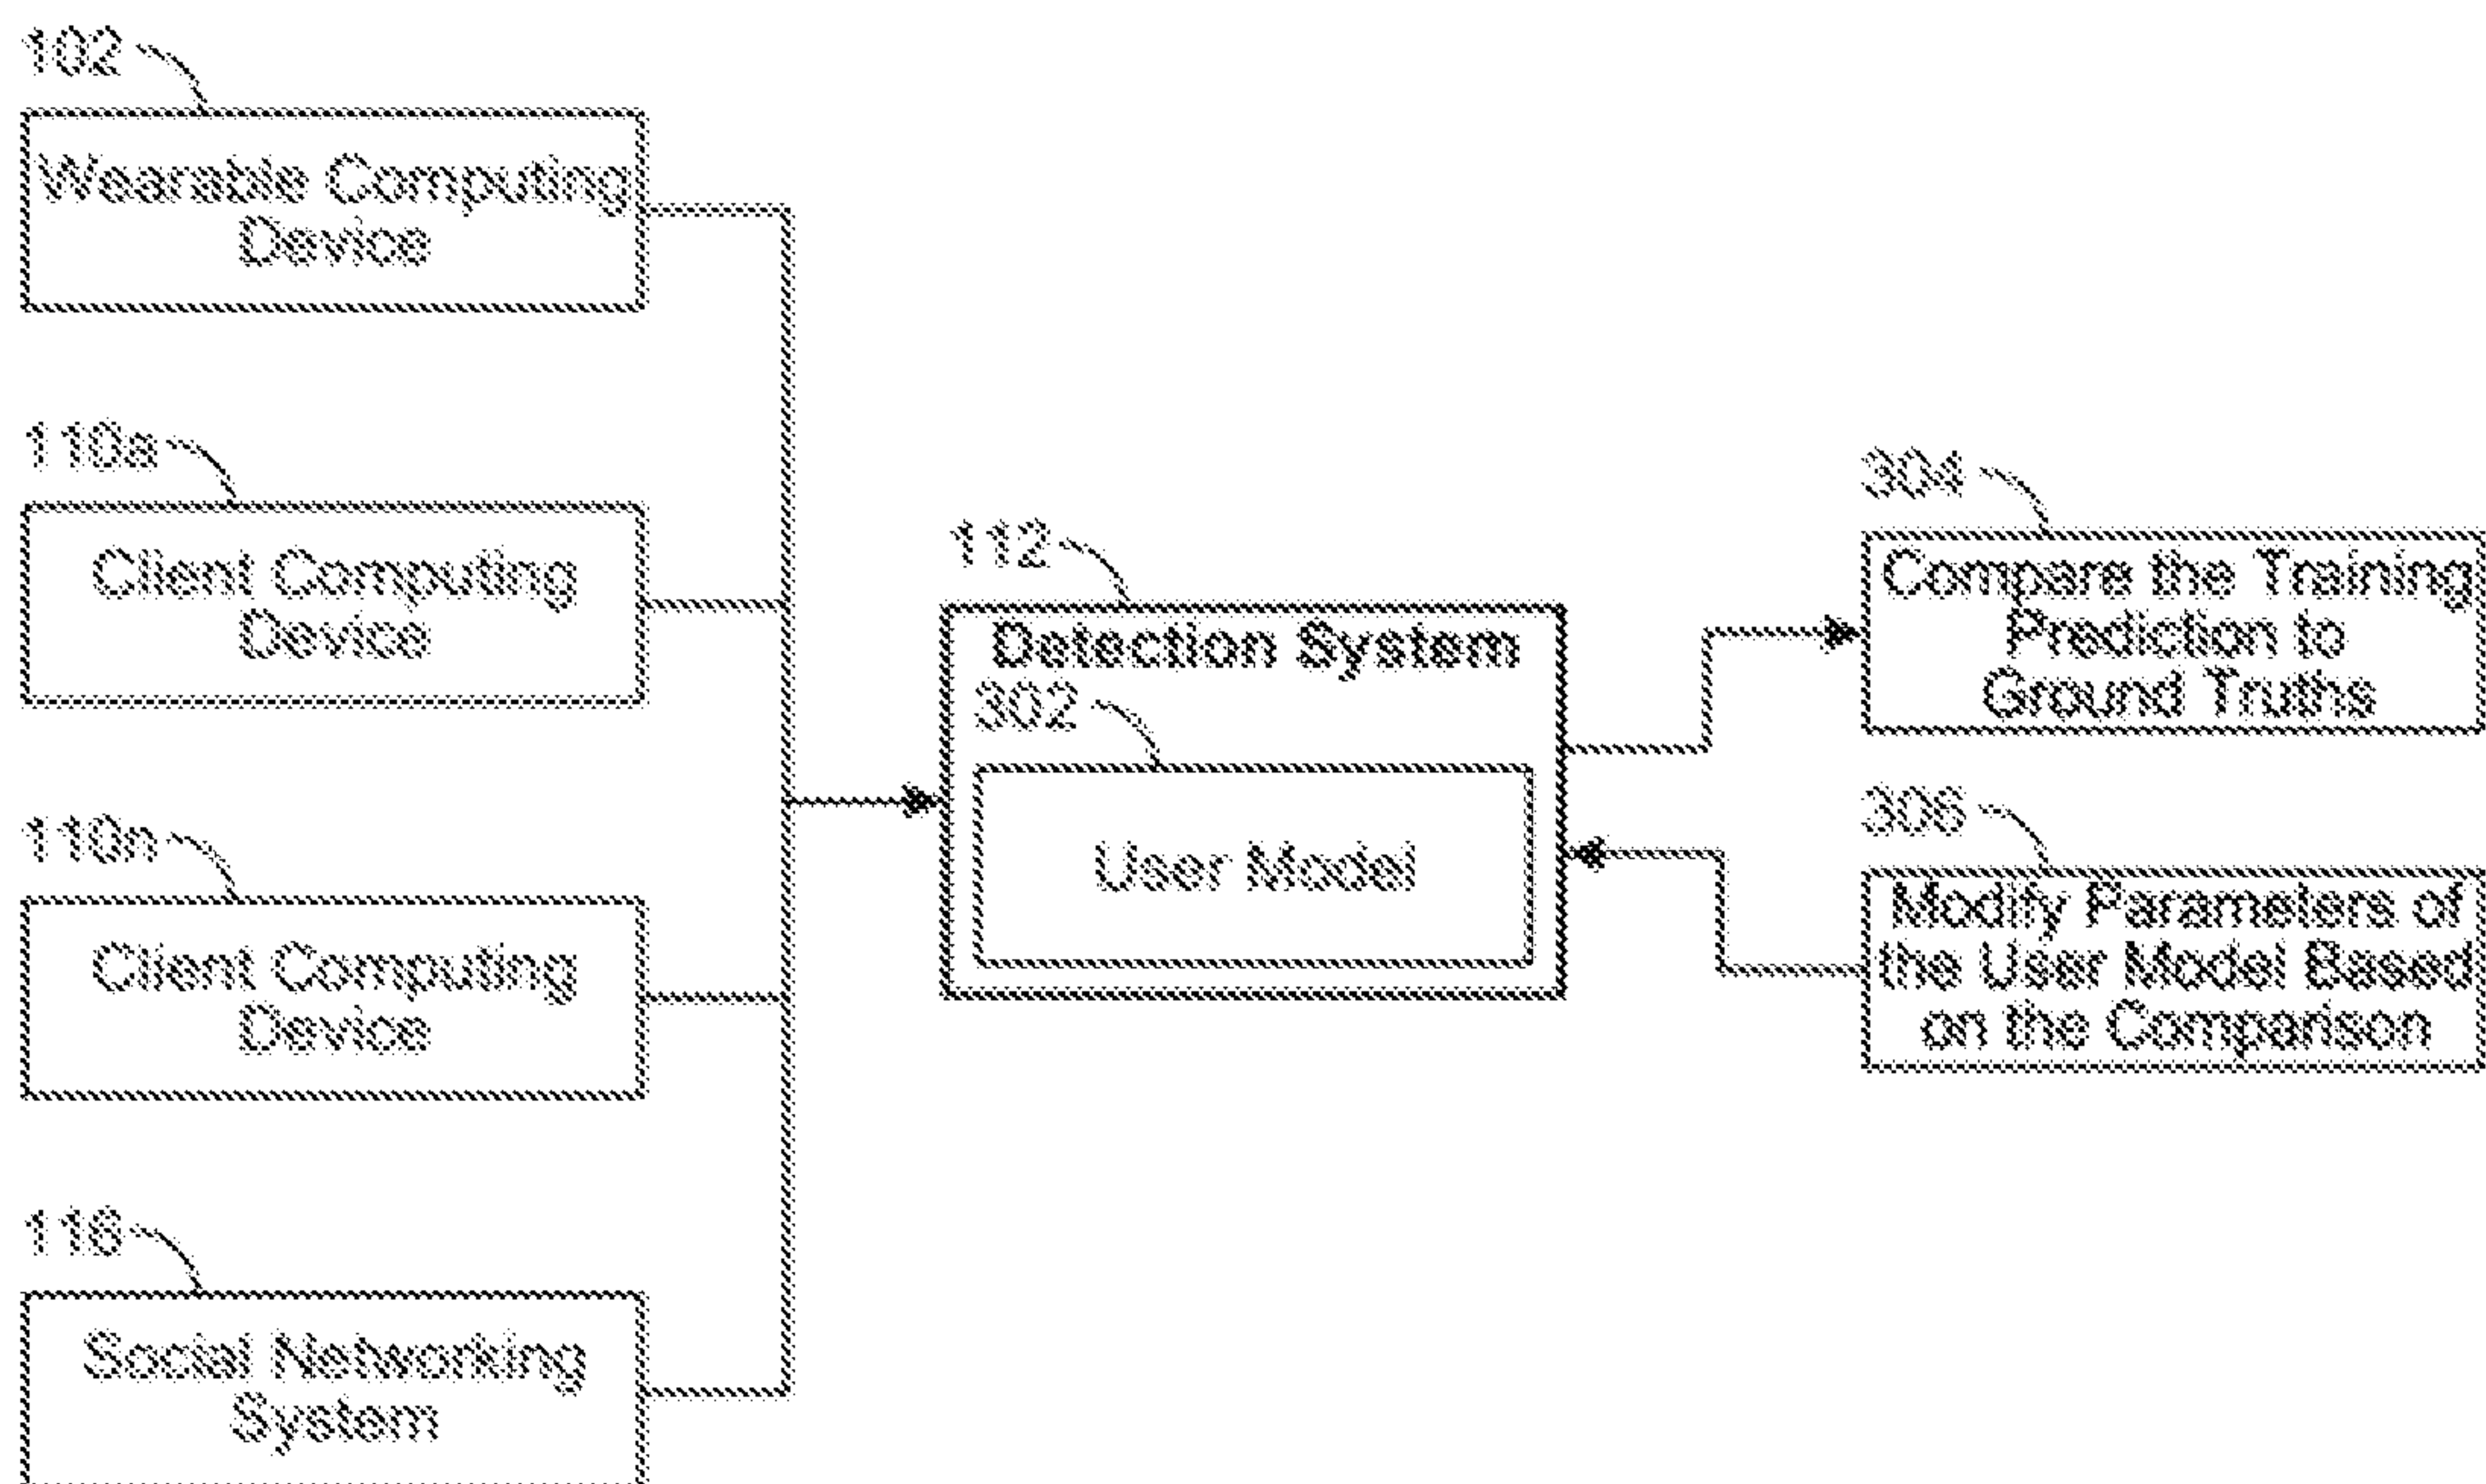 102
Wearable Computing
Device
110a
Client Computing
Device
110n
Client Computing
Device
116
Social Networking
System
112
Detection System
302
User Model
304
Compare the Training
Prediction to
Ground Truths
306
Modify Parameters of
the User Model Based
on the Comparison